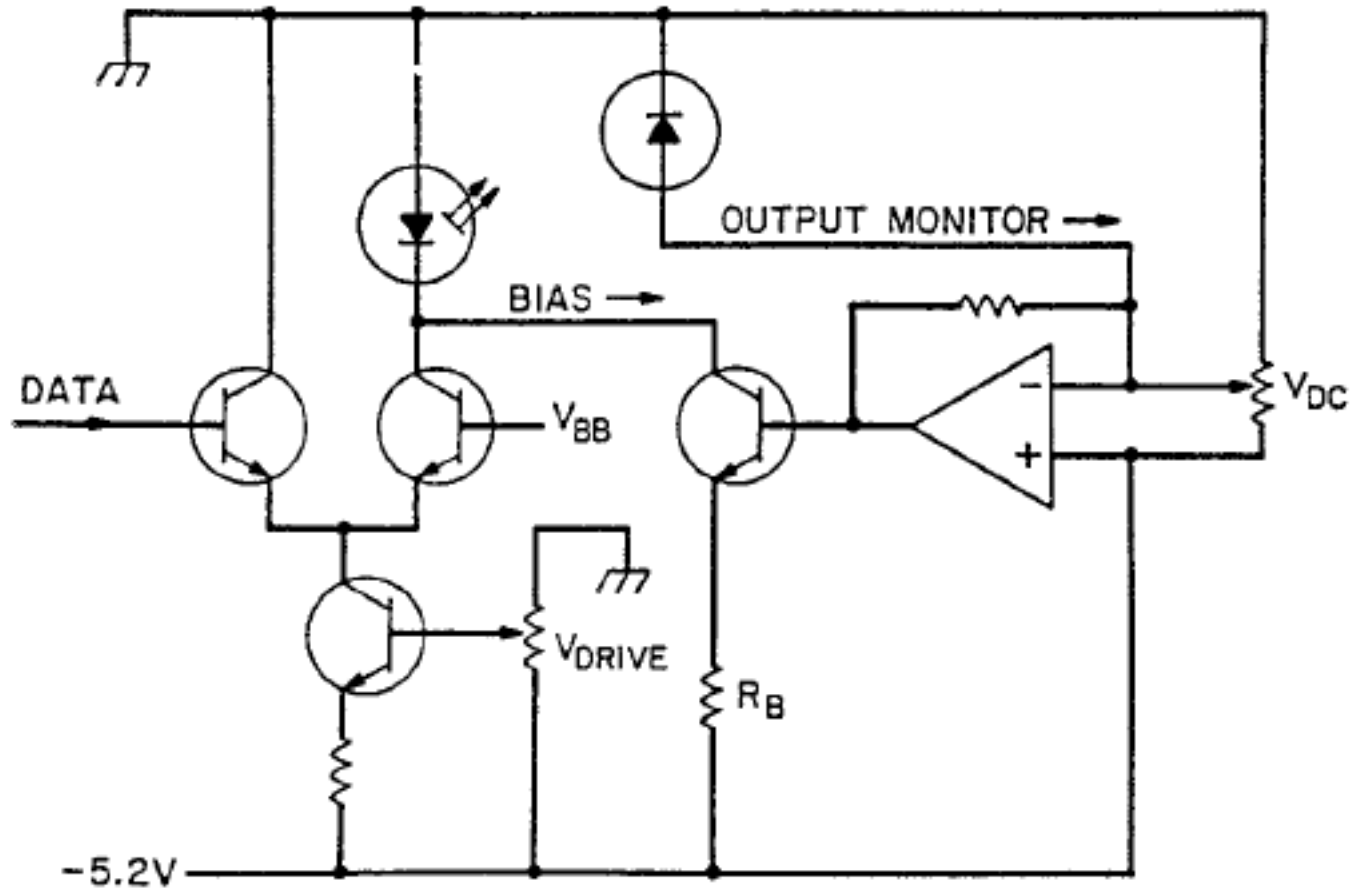 OUTPUT MONITOR
BIAS
DATA
V_BB
- 
V_DC
+
V_DRIVE
R_B
-5.2V